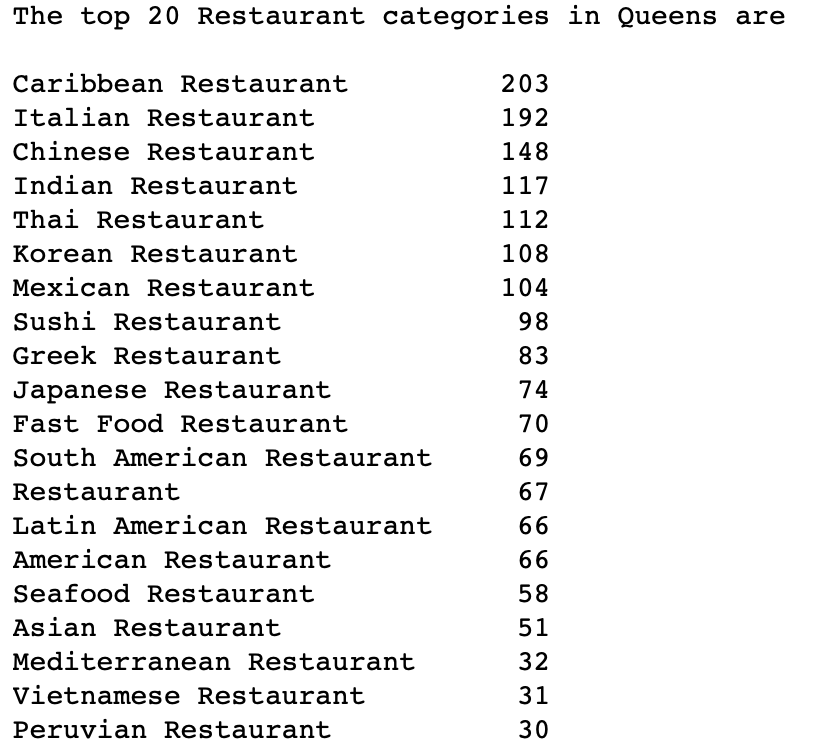 The top 20 Restaurant categories in Queens are
Caribbean Restaurant 203
Italian Restaurant 192
Chinese Restaurant 148
Indian Restaurant 117
Thai Restaurant 112
Korean Restaurant 108
Mexican Restaurant 104
Sushi Restaurant 98
Greek Restaurant 83
Japanese Restaurant 74
Fast Food Restaurant 70
South American Restaurant 69
Restaurant 67
Latin American Restaurant 66
American Restaurant 66
Seafood Restaurant 58
Asian Restaurant 51
Mediterranean Restaurant 32
Vietnamese Restaurant 31
Peruvian Restaurant 30